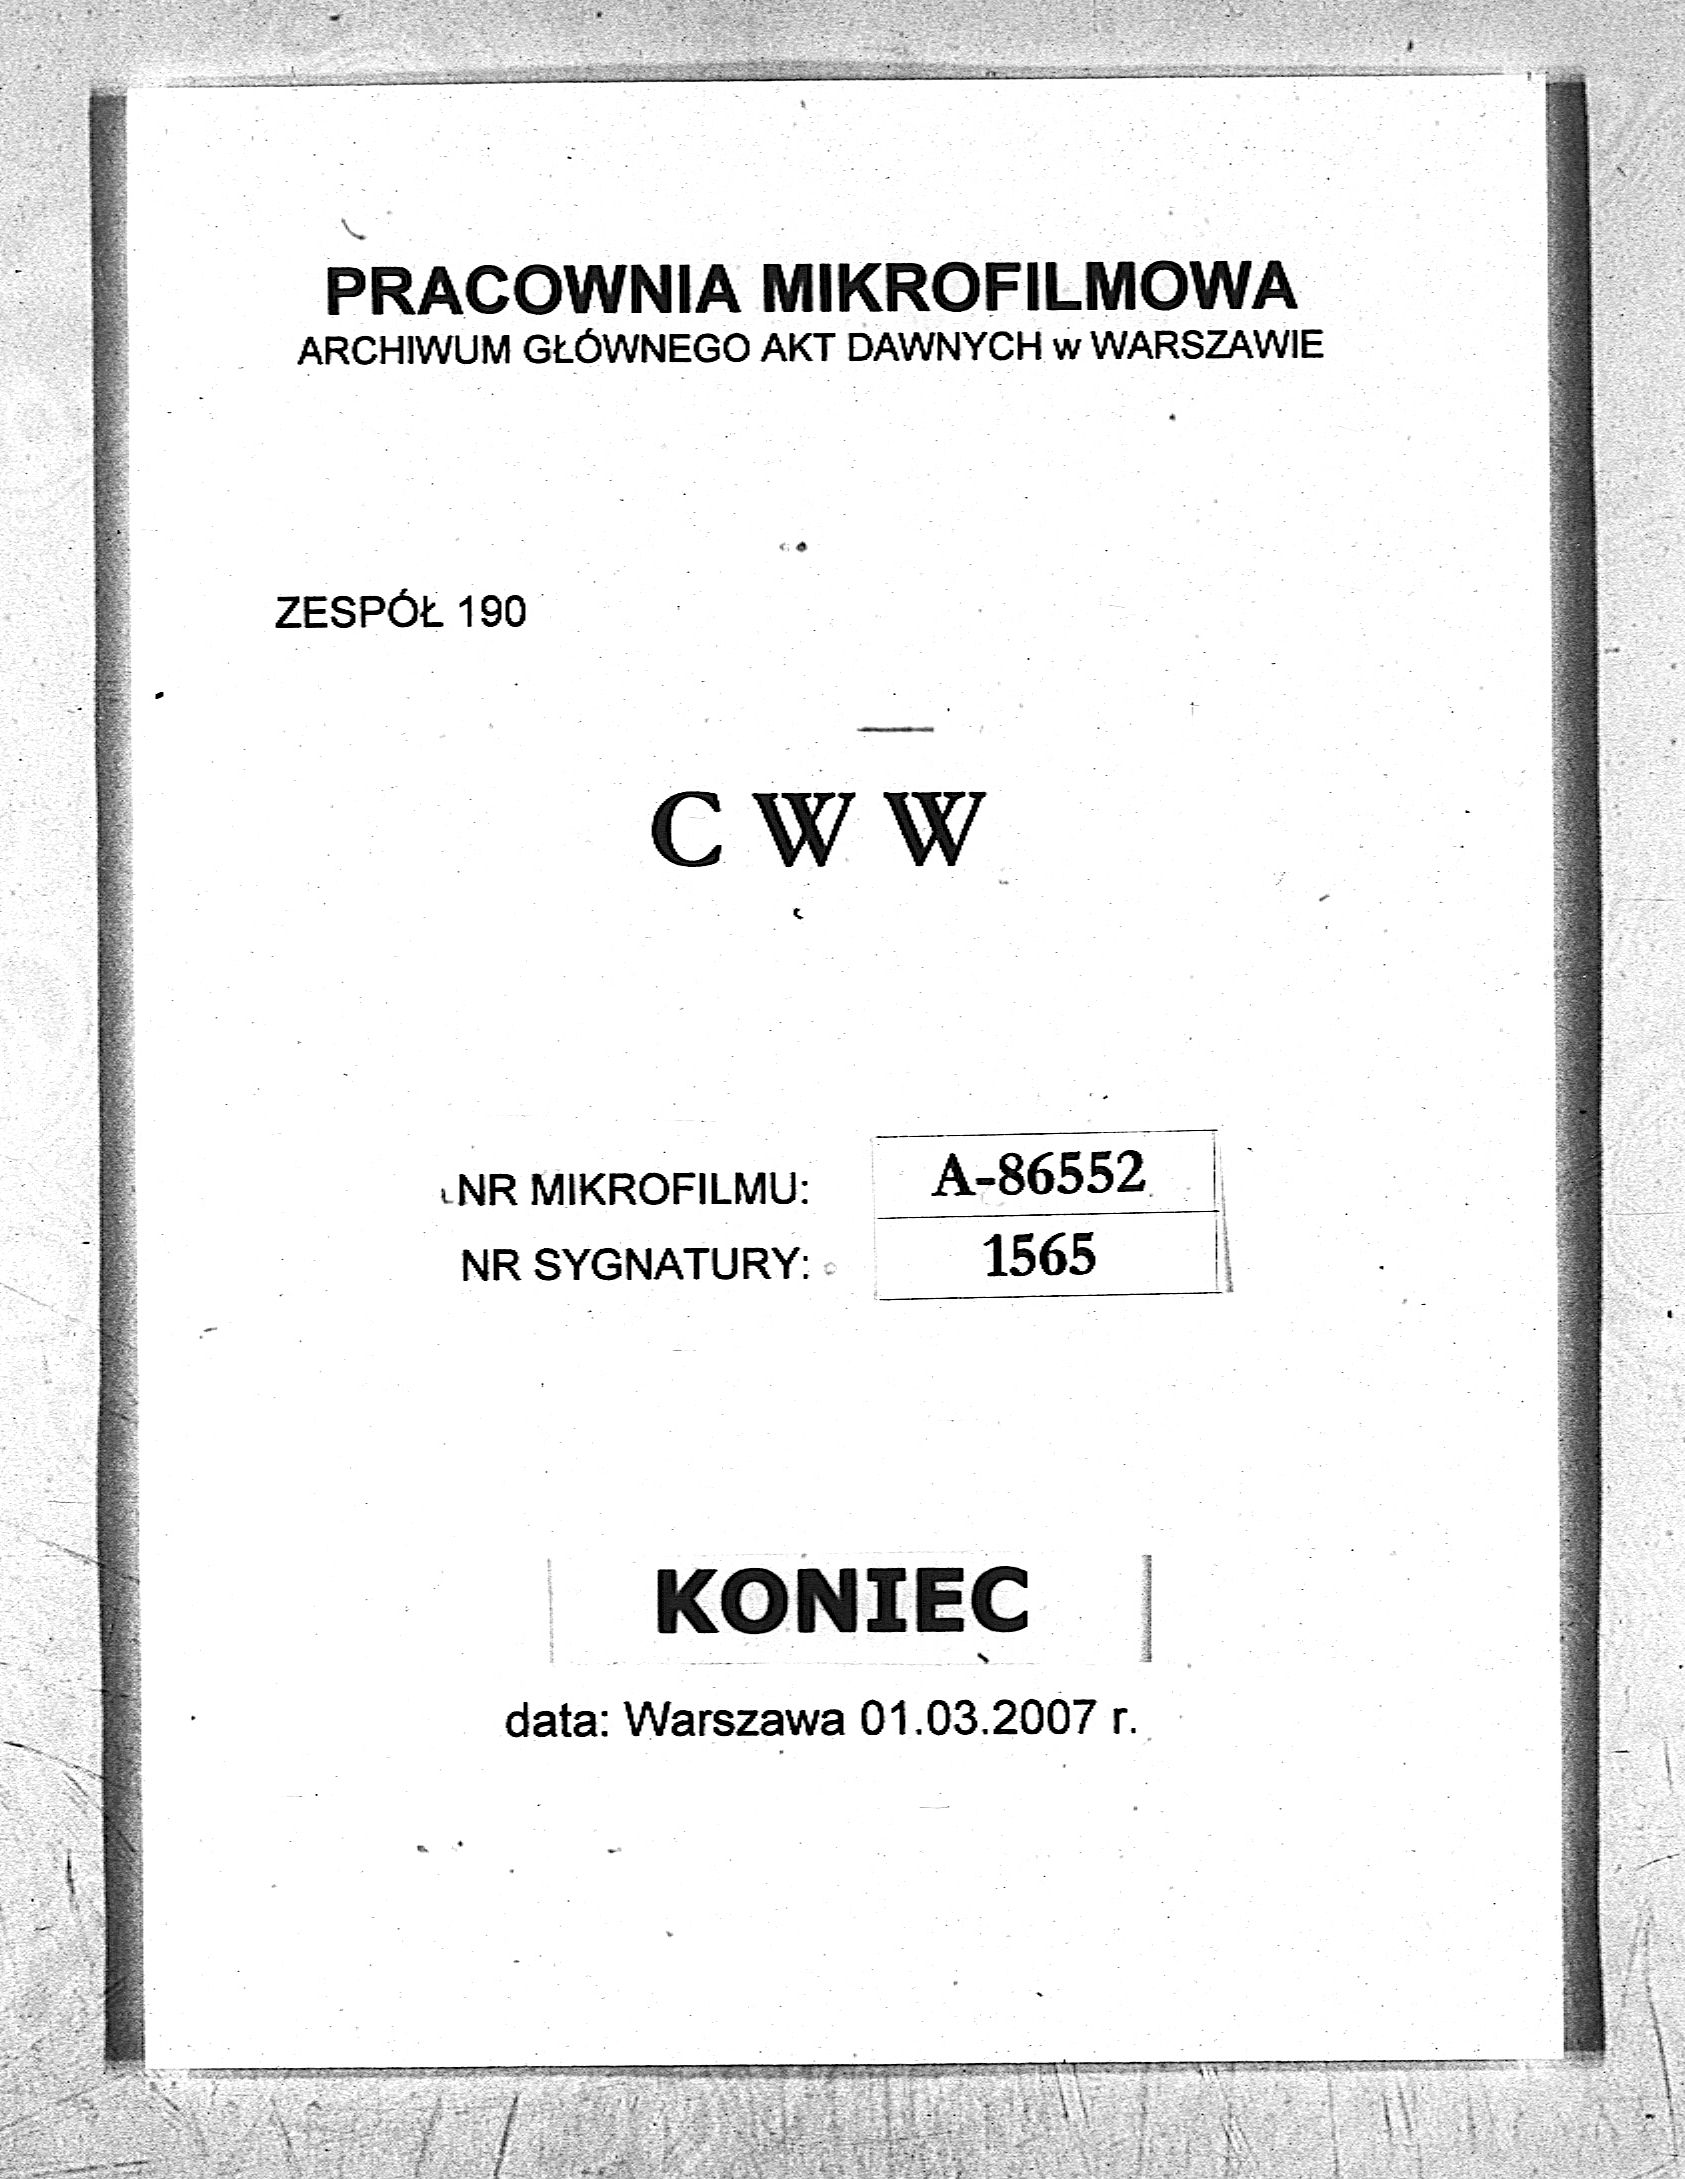 PRACOWNIA MIKROFILMOWA
ARCHIWUM GŁÓWNEGO AKT DAWNYCH w WARSZAWIE
ZESPÓŁ 190
C W W
NR MIKROFILMU: A-86552
NR SYGNATURY: 1565
KONIEC
data: Warszawa 01.03.2007 r.